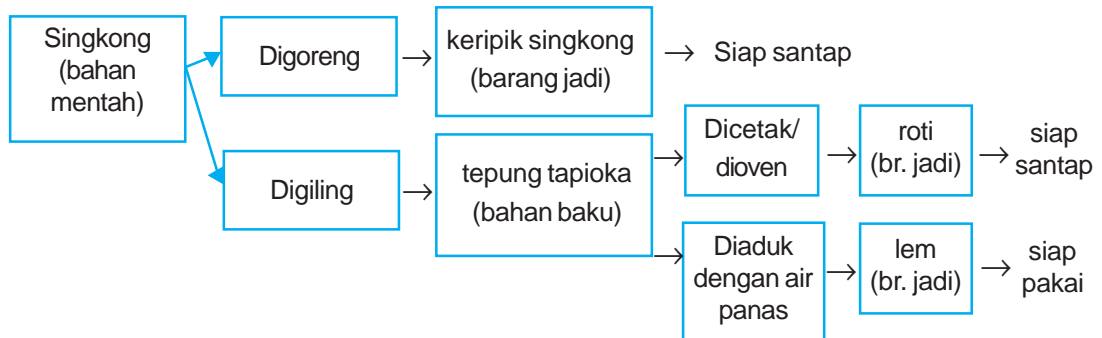 Singkong
(bahan
mentah)
Digoreng
keripik singkong
(barang jadi)
Siap santap
Digiling
tepung tapioka
(bahan baku)
Dicetak/
dioven
roti
(br. jadi)
siap
santap
Diaduk
dengan air
panas
lem
(br. jadi)
siap
pakai